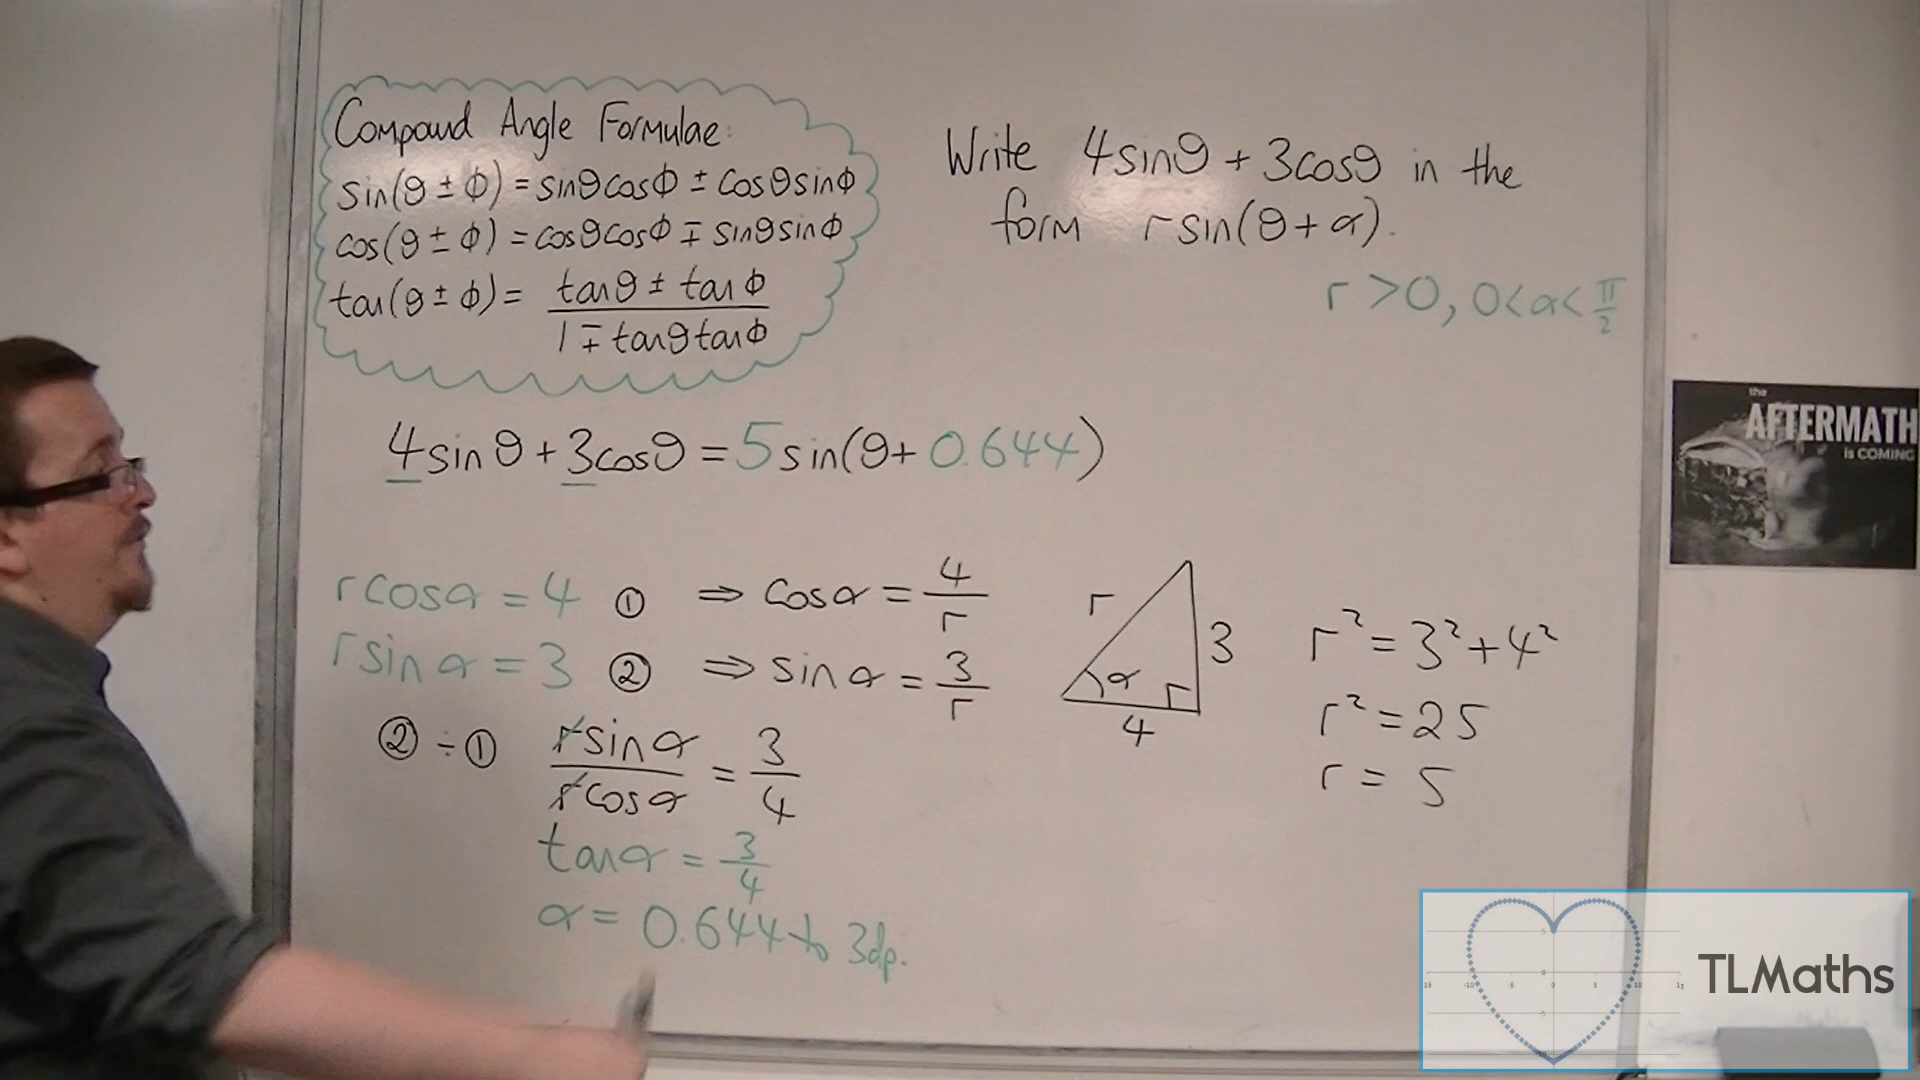 Compound Angle Formulae:
sin(θ ± ϕ) = sinθcosϕ ± cosθsinϕ
cos(θ ± ϕ) = cosθcosϕ ∓ sinθsinϕ
tan(θ ± ϕ) = (tanθ ± tanϕ)/(1 ∓ tanθtanϕ)
Write 4sinθ + 3cosθ in the
form rsin(θ + α).
r > 0, 0 < α < π/2
4sinθ + 3cosθ = 5sin(θ + 0.644)
rcosα = 4 ① ⇒ cosα = 4/r
rsinα = 3 ② ⇒ sinα = 3/r
② ÷ ① rsinα/rcosα = 3/4
tanα = 3/4
α = 0.644 to 3dp.
r
3
α
4
r² = 3² + 4²
r² = 25
r = 5
the
AFTERMATH
is COMING
TLMaths